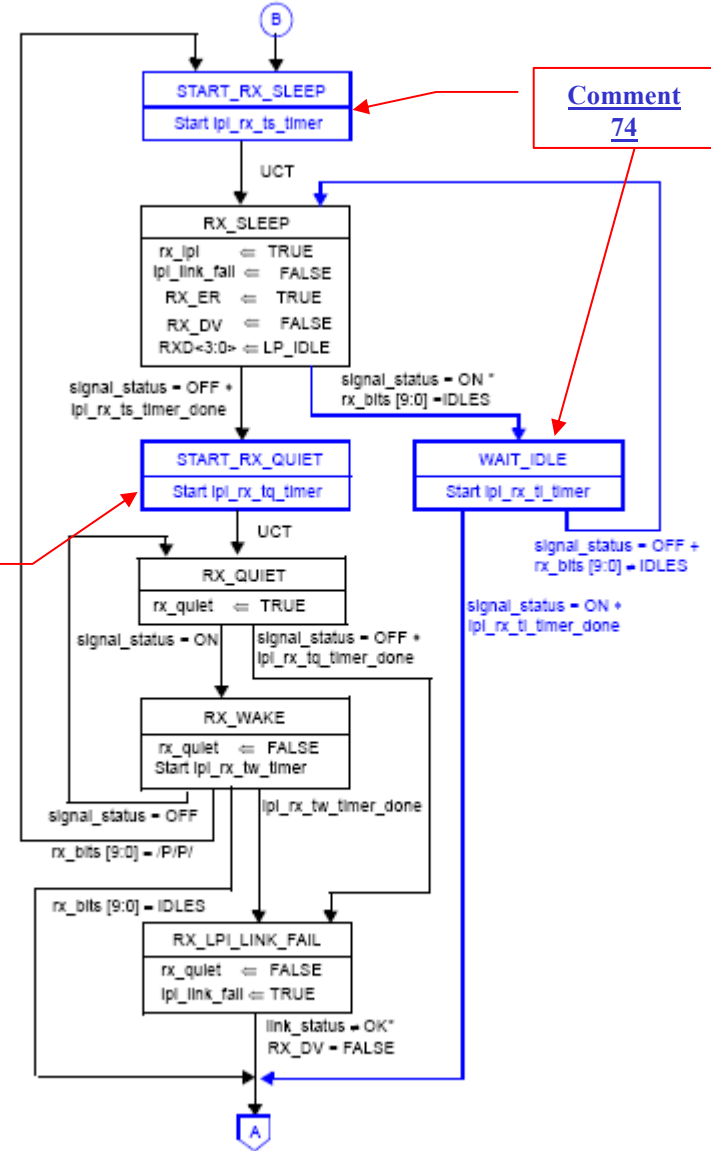 B
START_RX_SLEEP
Start lpi_rx_ts_timer
Comment
74
UCT
RX_SLEEP
rx_lpi ⇐ TRUE
lpi_link_fail ⇐ FALSE
RX_ER ⇐ TRUE
RX_DV ⇐ FALSE
RXD<3:0> ⇐ LP_IDLE
signal_status = OFF +
lpi_rx_ts_timer_done
signal_status = ON *
rx_bits [9:0] =IDLES
START_RX_QUIET
Start lpi_rx_tq_timer
WAIT_IDLE
Start lpi_rx_ti_timer
UCT
signal_status = OFF +
rx_bits [9:0] ≠ IDLES
RX_QUIET
rx_quiet ⇐ TRUE
signal_status = ON +
lpi_rx_ti_timer_done
signal_status = ON
signal_status = OFF +
lpi_rx_tq_timer_done
RX_WAKE
rx_quiet ⇐ FALSE
Start lpi_rx_tw_timer
signal_status = OFF
lpi_rx_tw_timer_done
rx_bits [9:0] = /P/P/
rx_bits [9:0] = IDLES
RX_LPI_LINK_FAIL
rx_quiet ⇐ FALSE
lpi_link_fail ⇐ TRUE
link_status ≠ OK*
RX_DV = FALSE
A